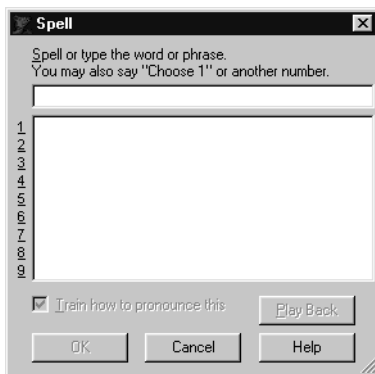 Spell
Spell or type the word or phrase.
You may also say "Choose 1" or another number.
1
2
3
4
5
6
7
8
9
Train how to pronounce this
Play Back
OK
Cancel
Help